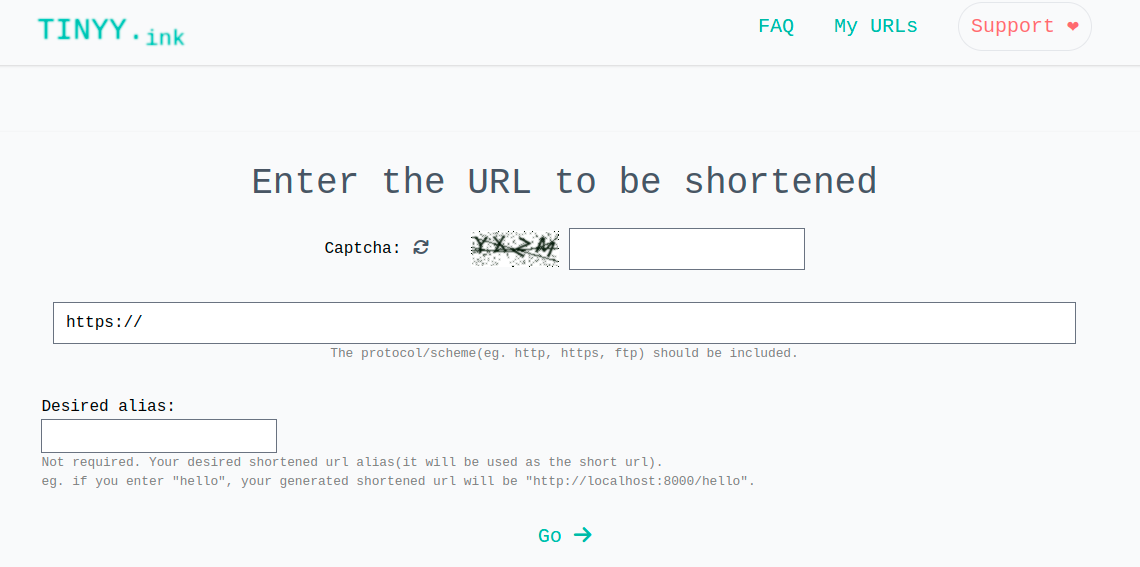 TINYY.ink
FAQ My URLs Support ❤
Enter the URL to be shortened
Captcha:
https://
The protocol/scheme(eg. http, https, ftp) should be included.
Desired alias:
Not required. Your desired shortened url alias(it will be used as the short url).
eg. if you enter "hello", your generated shortened url will be "http://localhost:8000/hello".
Go →